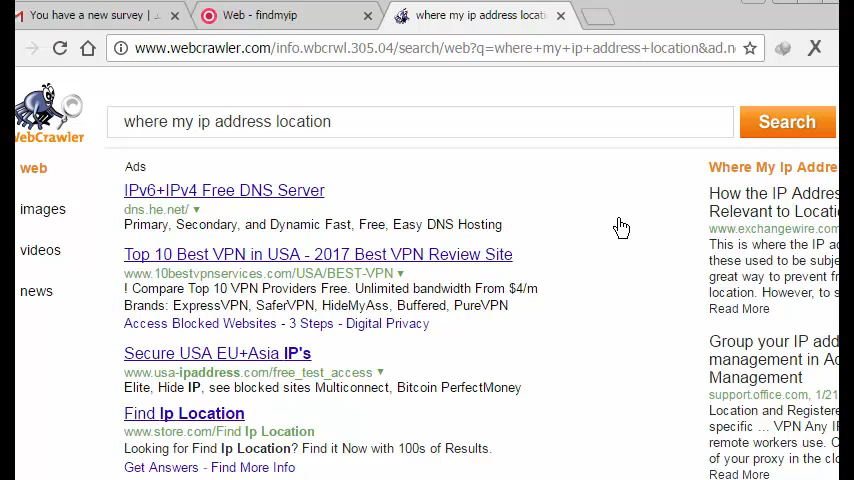 You have a new survey |
Web - findmyip
where my ip address locati
www.webcrawler.com/info.wbcrwl.305.04/search/web?q=where+my+ip+address+location&ad.n
WebCrawler
where my ip address location
Search
web
images
videos
news
Ads
IPv6+IPv4 Free DNS Server
dns.he.net/
Primary, Secondary, and Dynamic Fast, Free, Easy DNS Hosting
Top 10 Best VPN in USA - 2017 Best VPN Review Site
www.10bestvpnservices.com/USA/BEST-VPN
! Compare Top 10 VPN Providers Free. Unlimited bandwidth From $4/m
Brands: ExpressVPN, SaferVPN, HideMyAss, Buffered, PureVPN
Access Blocked Websites - 3 Steps - Digital Privacy
Secure USA EU+Asia IP's
www.usa-ipaddress.com/free_test_access
Elite, Hide IP, see blocked sites Multiconnect, Bitcoin PerfectMoney
Find Ip Location
www.store.com/Find Ip Location
Looking for Find Ip Location? Find it Now with 100s of Results.
Get Answers - Find More Info
Where My Ip Addre
How the IP Addres
Relevant to Locati
www.exchangewire.com
This is where the IP a
these used to be subje
great way to prevent fr
location. However, to s
Read More
Group your IP add
management in Ac
Management
support.office.com, 1/21
Location and Registere
specific ... VPN Any IP
remote workers use. C
of your proxy in the clo
Read More